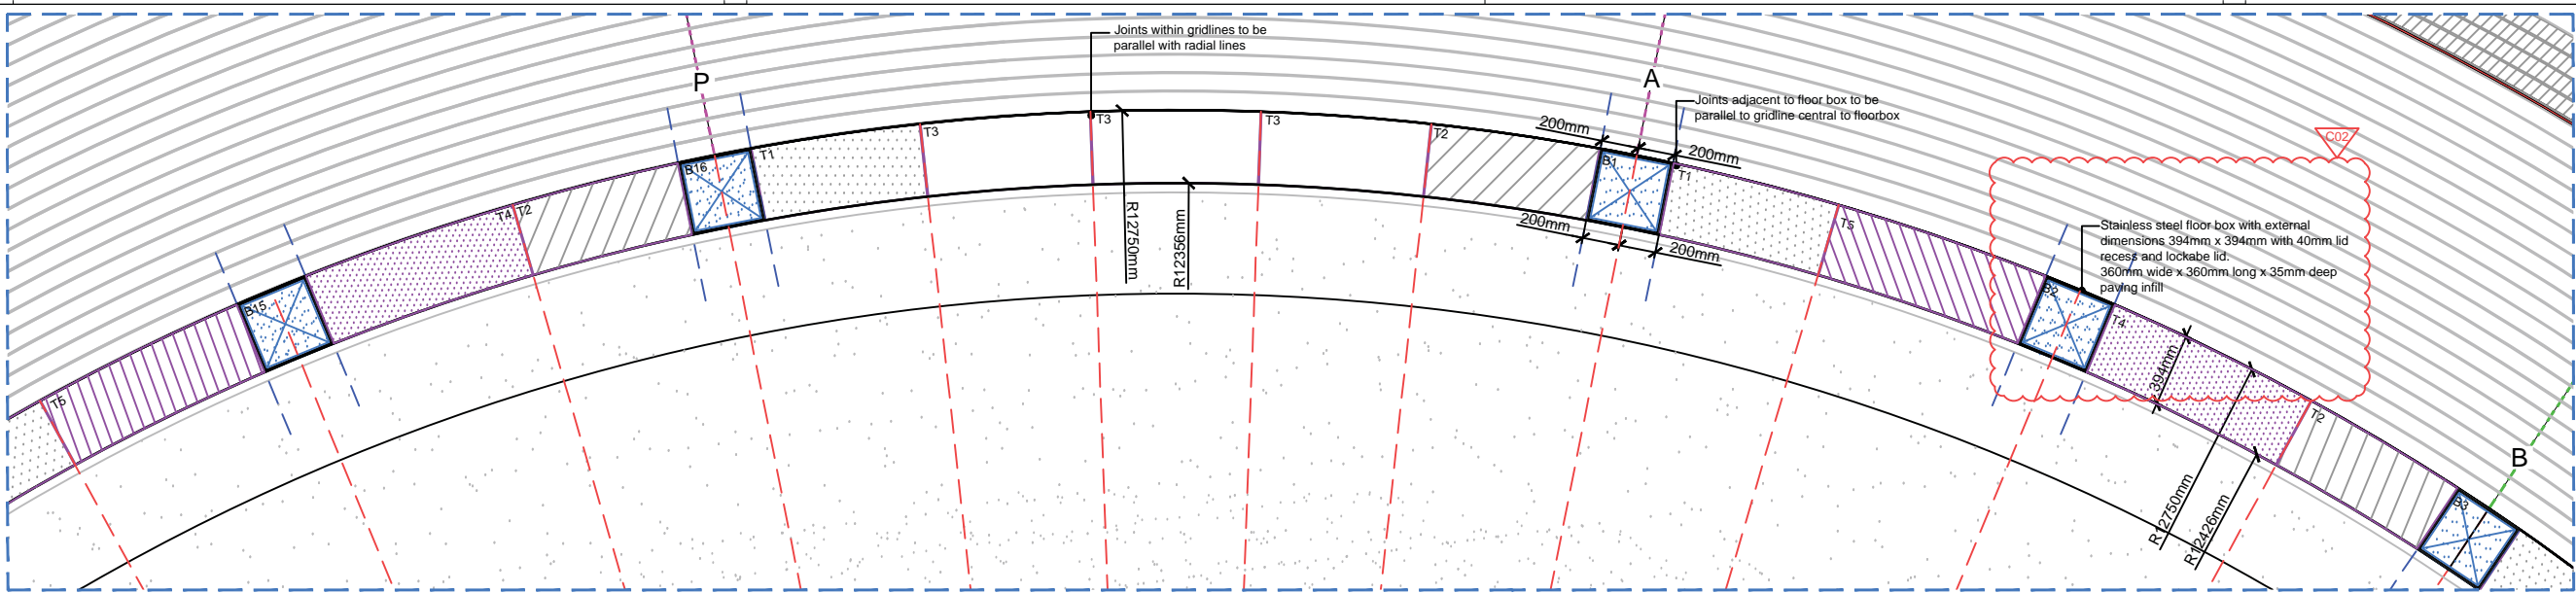 Joints within gridlines to be
parallel with radial lines
P
A
Joints adjacent to floor box to be
parallel to gridline central to floorbox
200mm
200mm
C02
T3
T3
T3
T2
T1
B16
B1
T1
T4
T2
T5
R12750mm
R12356mm
200mm
200mm
Stainless steel floor box with external
dimensions 394mm x 394mm with 40mm lid
recess and lockabe lid.
360mm wide x 360mm long x 35mm deep
paving infill
B15
B2
T4
394mm
T5
T2
B
B3
R12750mm
R12426mm